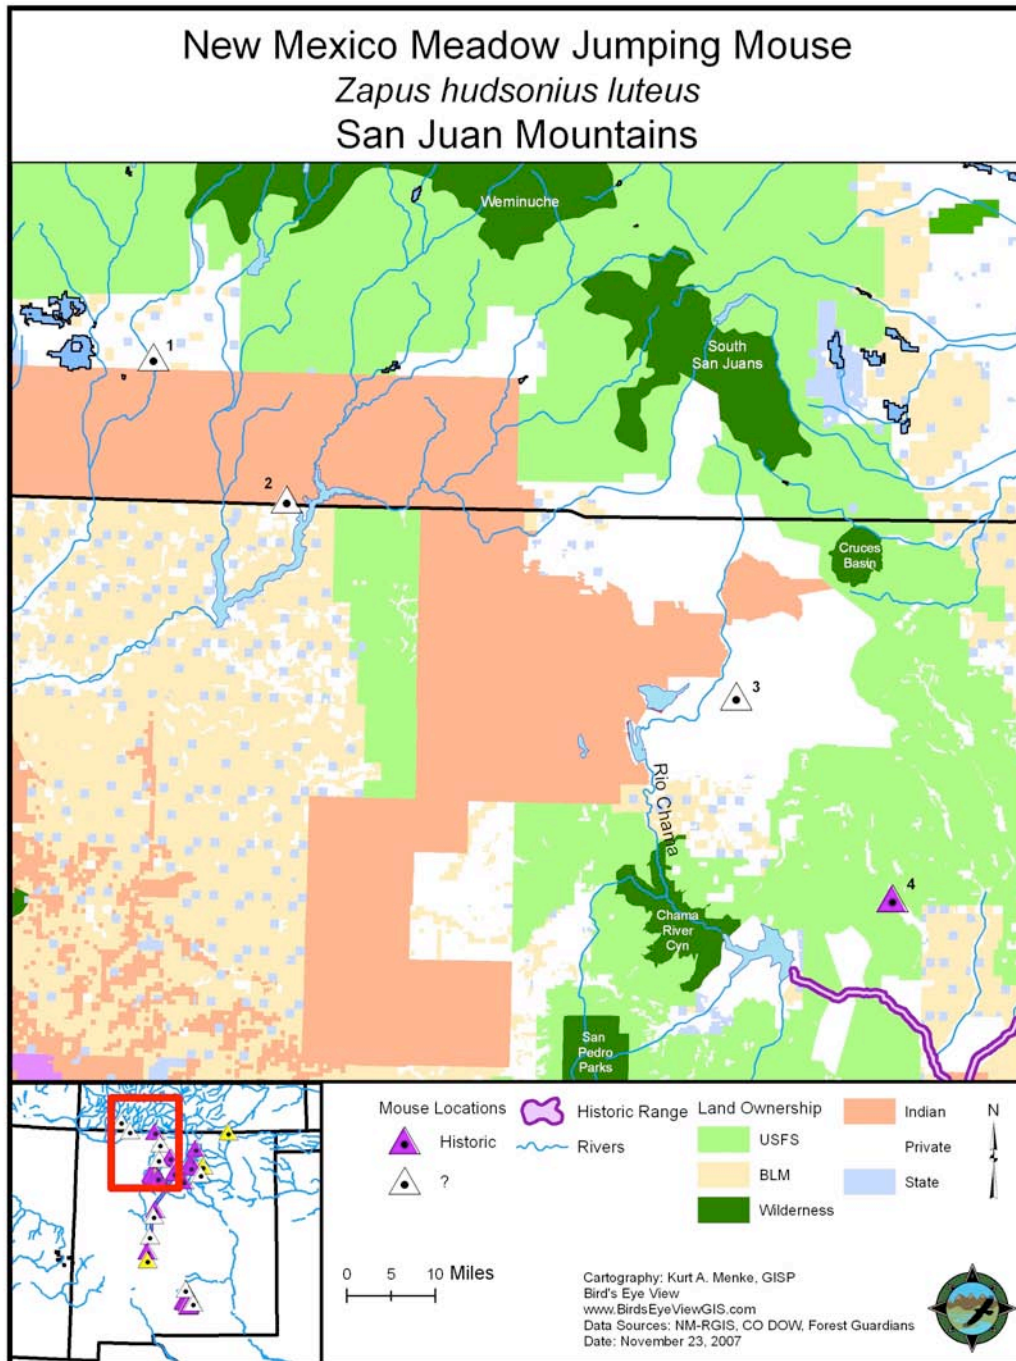 New Mexico Meadow Jumping Mouse
Zapus hudsonius luteus
San Juan Mountains
Weminuche
1
South
San Juans
2
Cruces
Basin
3
Rio Chama
4
Chama
River
Cyn
San
Pedro
Parks
Mouse Locations
Historic
?
Historic Range
Rivers
Land Ownership
USFS
BLM
Wilderness
Indian
Private
State
N
0 5 10 Miles
Cartography: Kurt A. Menke, GISP
Bird's Eye View
www.BirdsEyeViewGIS.com
Data Sources: NM-RGIS, CO DOW, Forest Guardians
Date: November 23, 2007